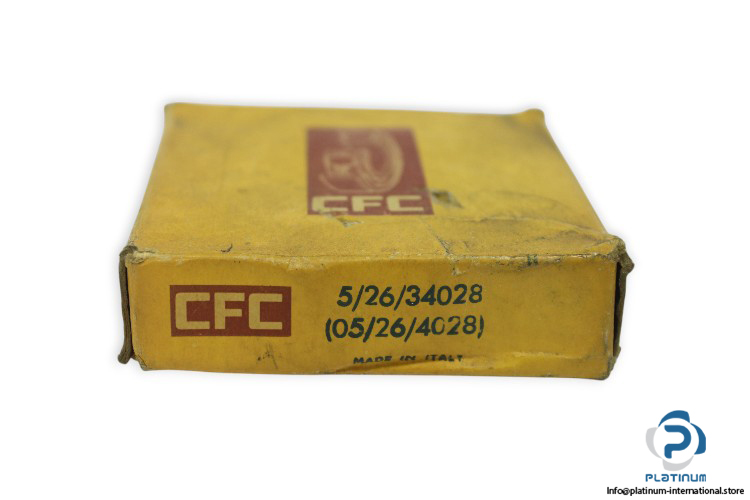 CFC
CFC
5/26/34028
(05/26/4028)
MADE IN ITALY
PLATINUM
Info@platinum-international.store